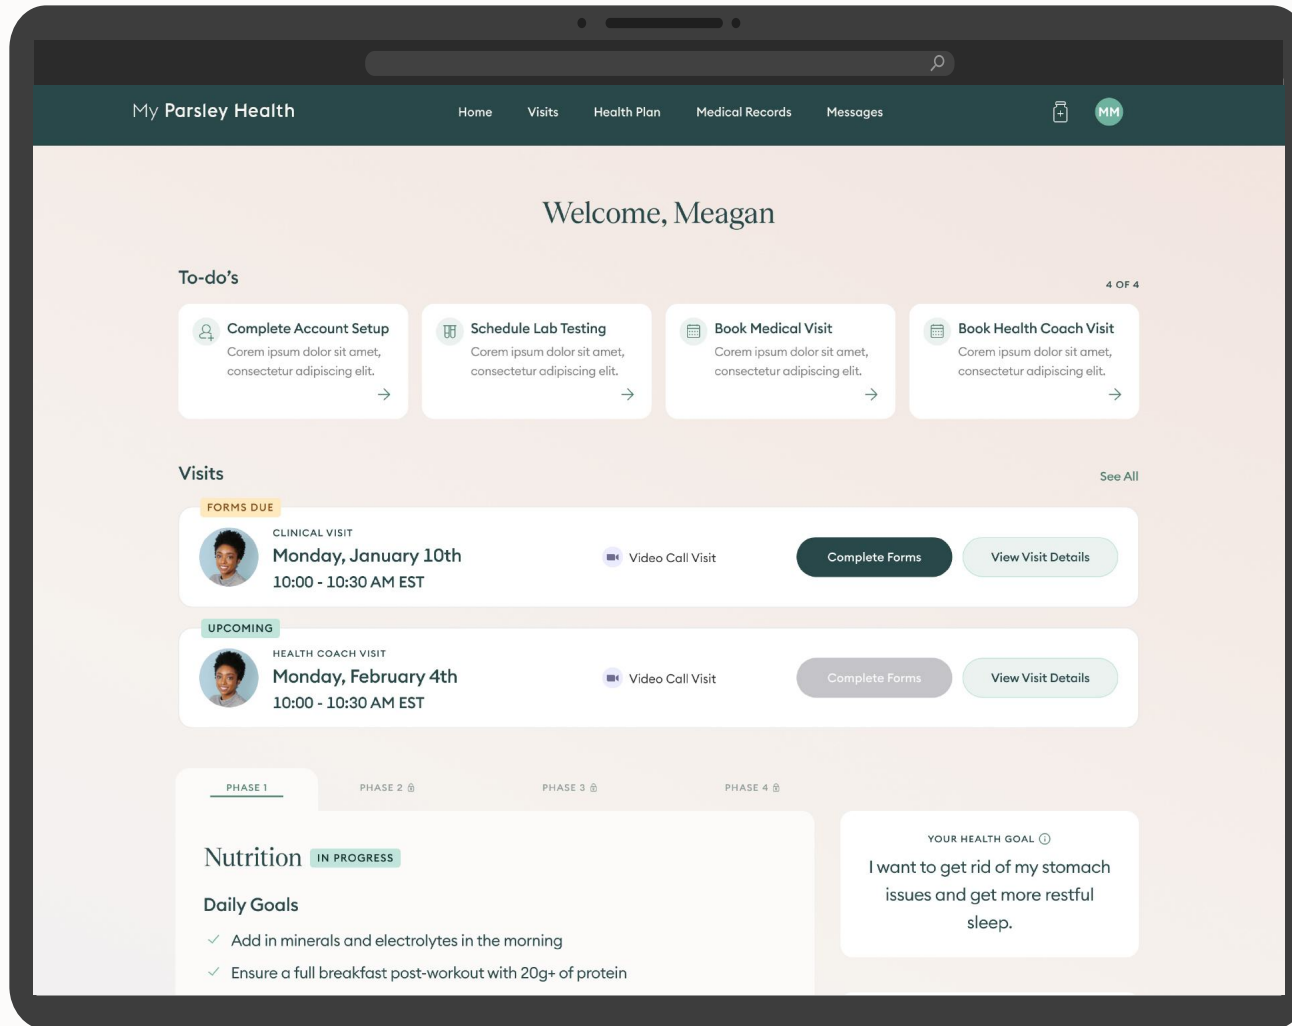 My Parsley Health
Home Visits Health Plan Medical Records Messages
MM
Welcome, Meagan
To-do's
4 OF 4
Complete Account Setup
Corem ipsum dolor sit amet,
consectetur adipiscing elit.
Schedule Lab Testing
Corem ipsum dolor sit amet,
consectetur adipiscing elit.
Book Medical Visit
Corem ipsum dolor sit amet,
consectetur adipiscing elit.
Book Health Coach Visit
Corem ipsum dolor sit amet,
consectetur adipiscing elit.
Visits
See All
FORMS DUE
CLINICAL VISIT
Monday, January 10th
10:00 - 10:30 AM EST
Video Call Visit
Complete Forms
View Visit Details
UPCOMING
HEALTH COACH VISIT
Monday, February 4th
10:00 - 10:30 AM EST
Video Call Visit
Complete Forms
View Visit Details
PHASE 1
PHASE 2
PHASE 3
PHASE 4
Nutrition
IN PROGRESS
Daily Goals
Add in minerals and electrolytes in the morning
Ensure a full breakfast post-workout with 20g+ of protein
YOUR HEALTH GOAL
I want to get rid of my stomach
issues and get more restful
sleep.